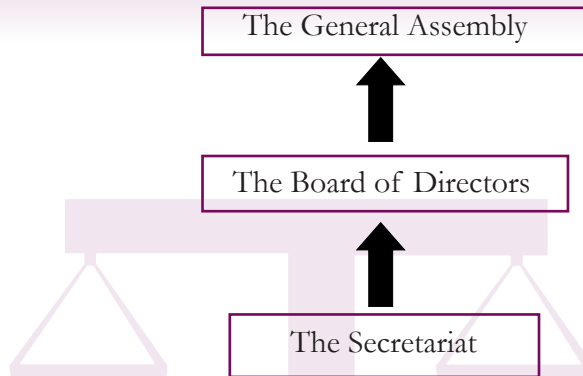 The General Assembly
The Board of Directors
The Secretariat